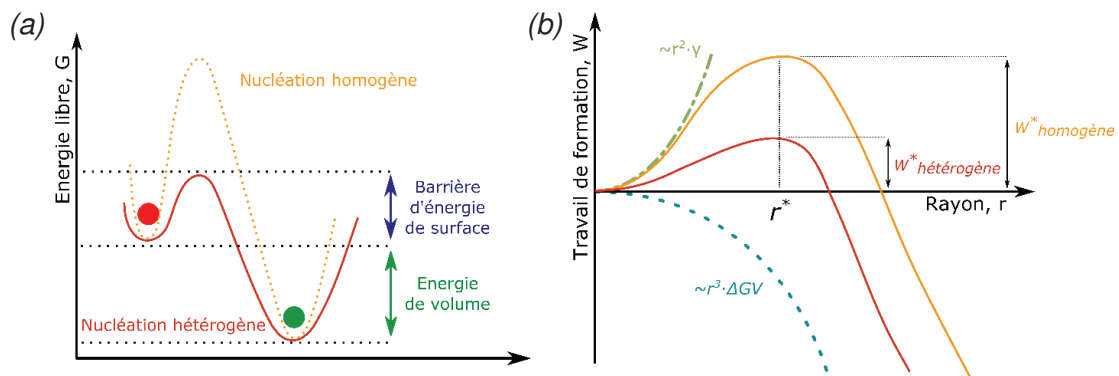 (a)
Energie libre, G
Nucléation homogène
Barrière
d'énergie
de surface
Energie
de volume
Nucléation hétérogène
(b)
Travail de formation, W
~r²·γ
W*homogène
W*hétérogène
r*
Rayon, r
~r³·ΔGV